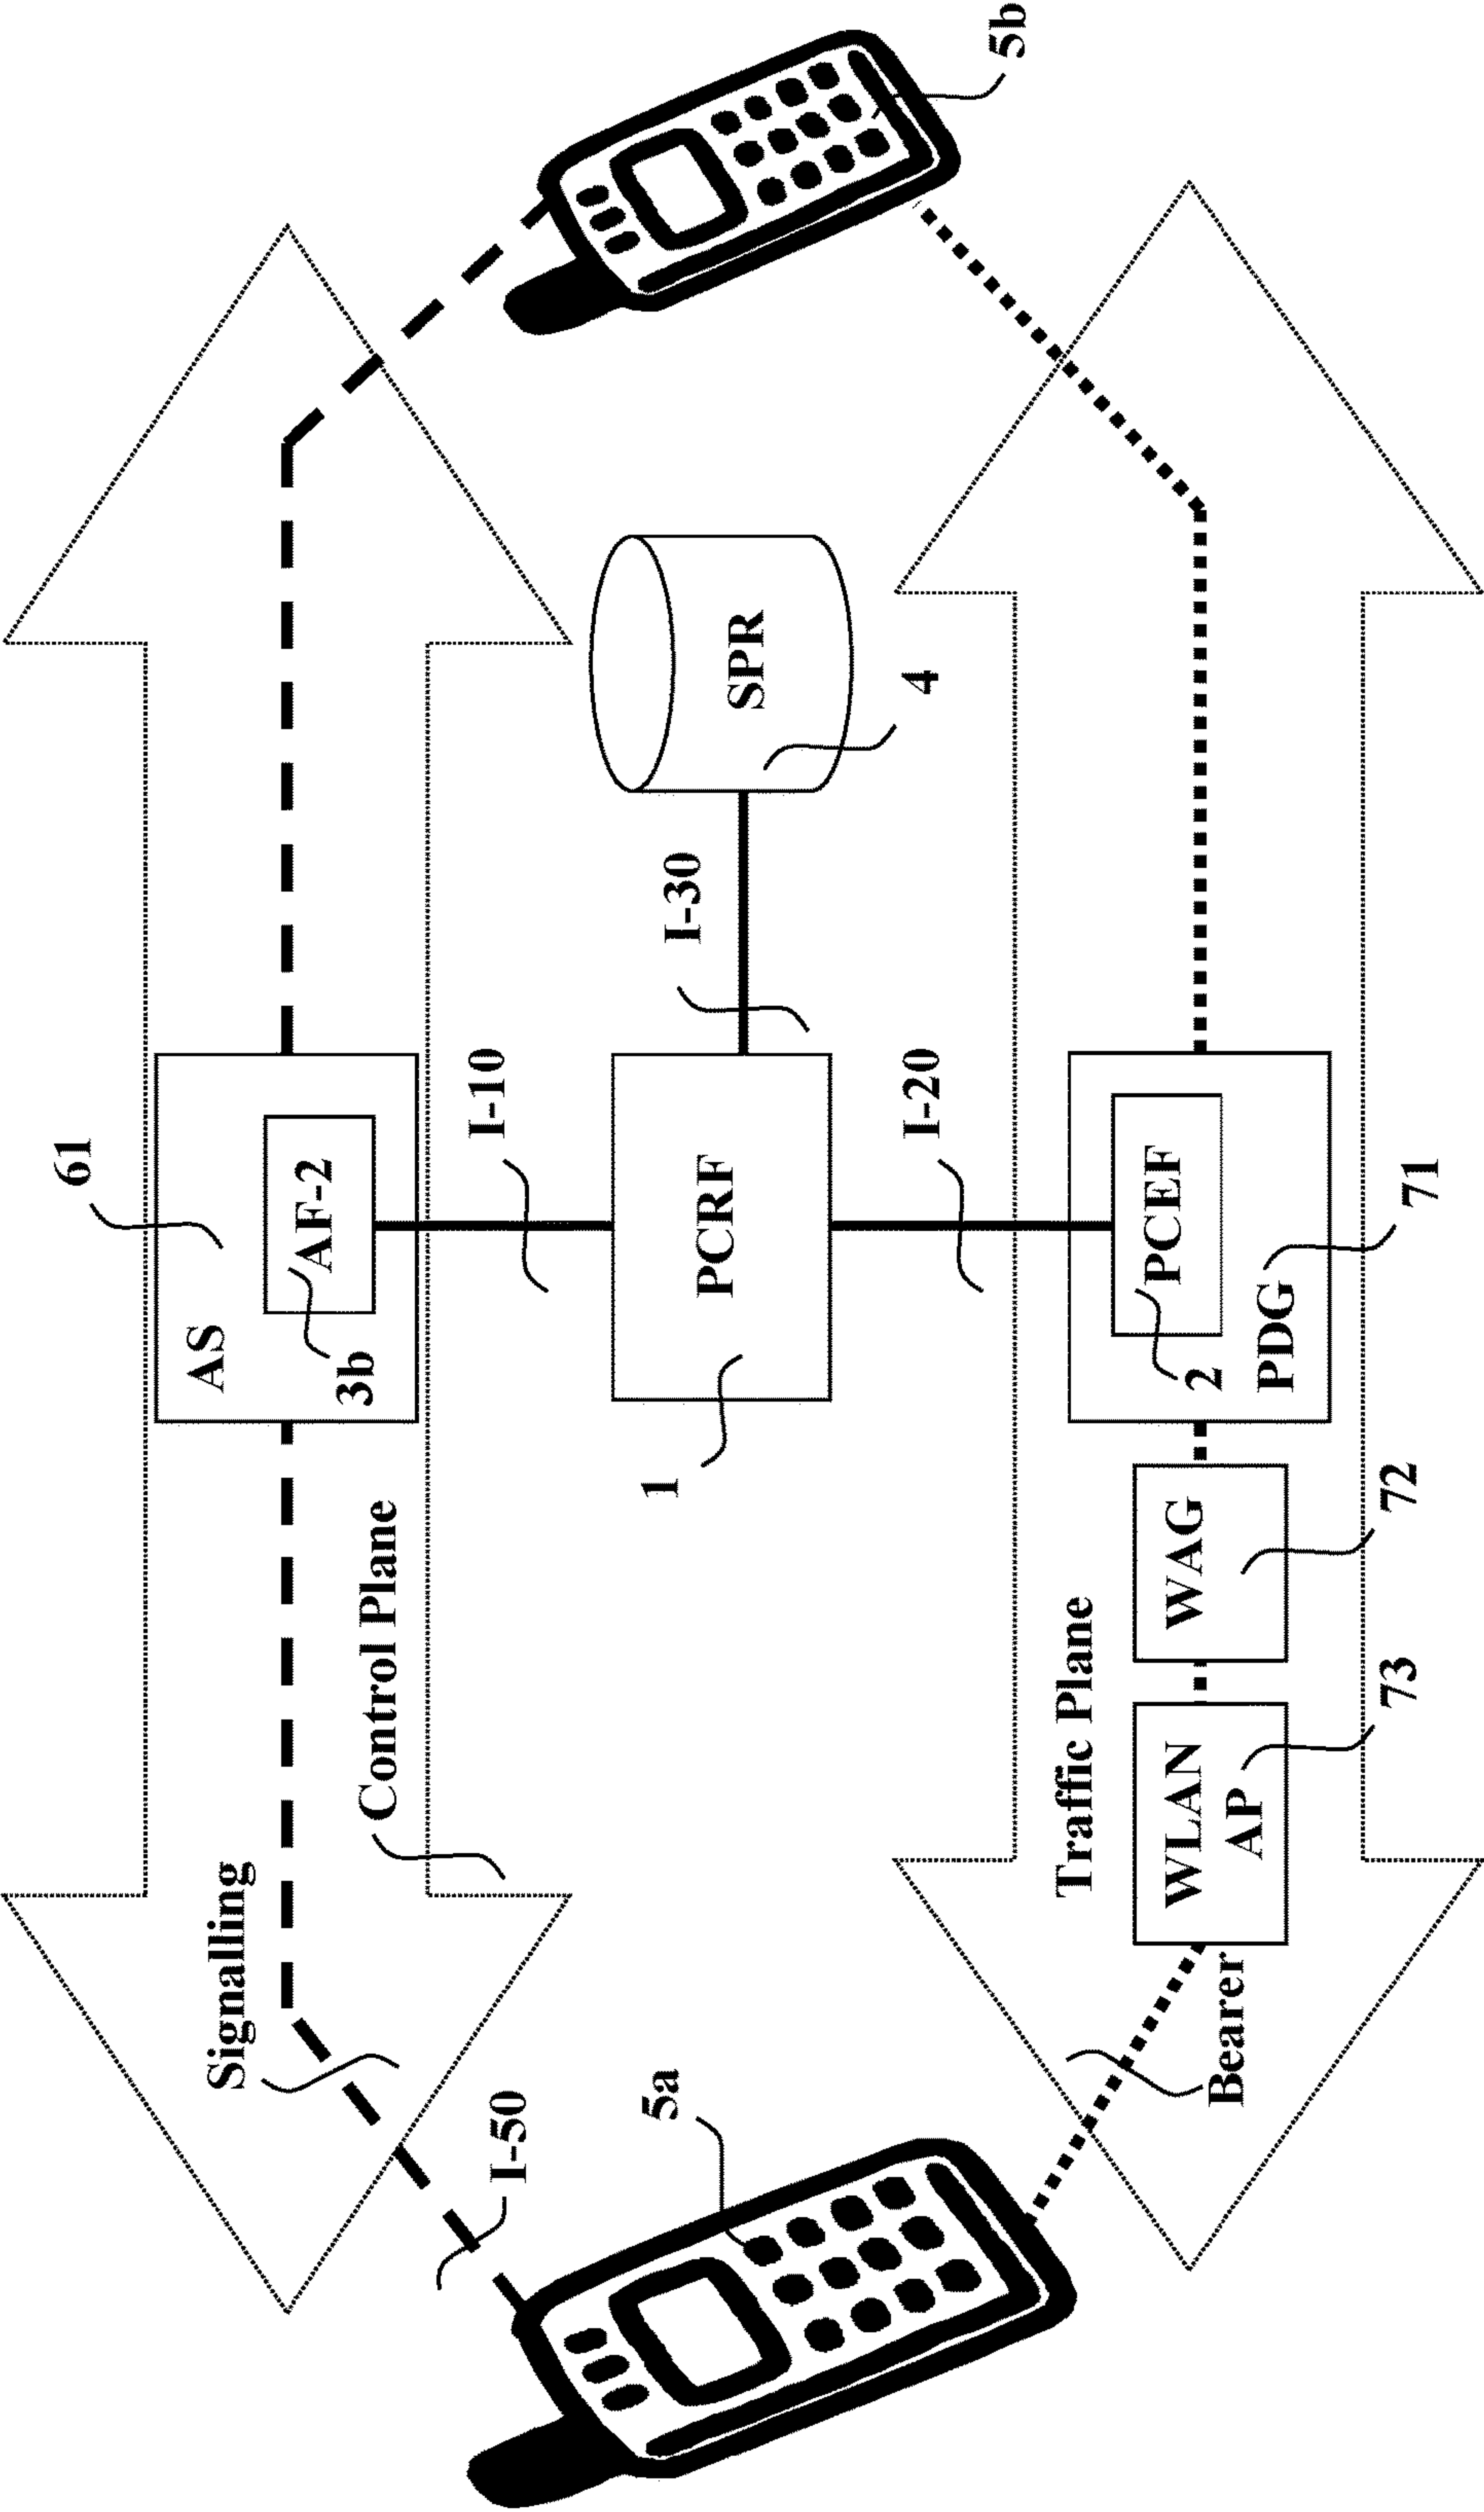 61
AS
AF-2
3b
Signalling
Control Plane
I-10
I-50
I-30
5a
5b
PCRF
1
SPR
4
I-20
Traffic Plane
PCEF
2
PDG
71
WAG
72
WLAN
AP
73
Bearer